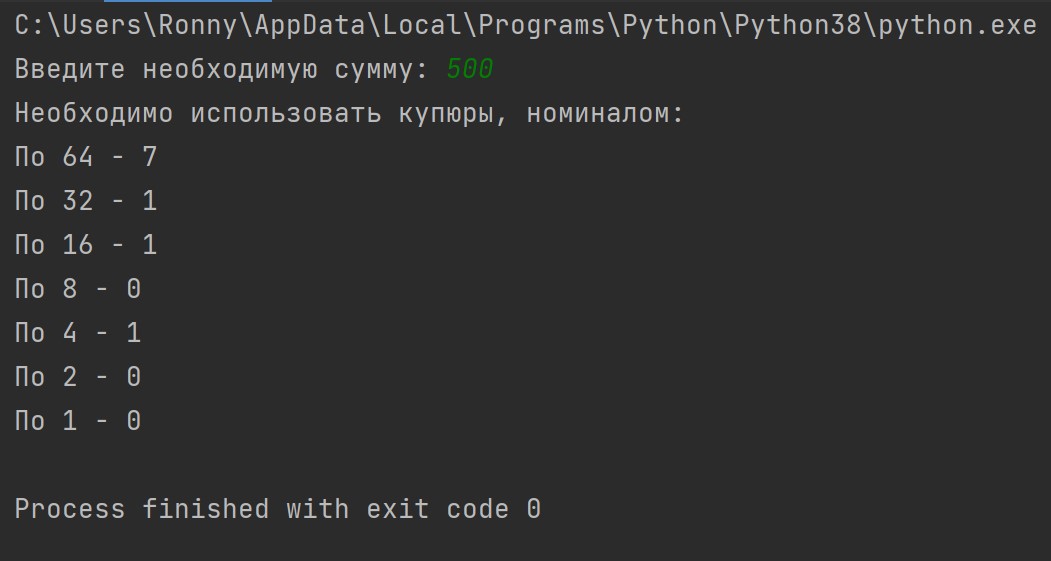 C:\Users\Ronny\AppData\Local\Programs\Python\Python38\python.exe
Введите необходимую сумму: 500
Необходимо использовать купюры, номиналом:
По 64 - 7
По 32 - 1
По 16 - 1
По 8 - 0
По 4 - 1
По 2 - 0
По 1 - 0
Process finished with exit code 0